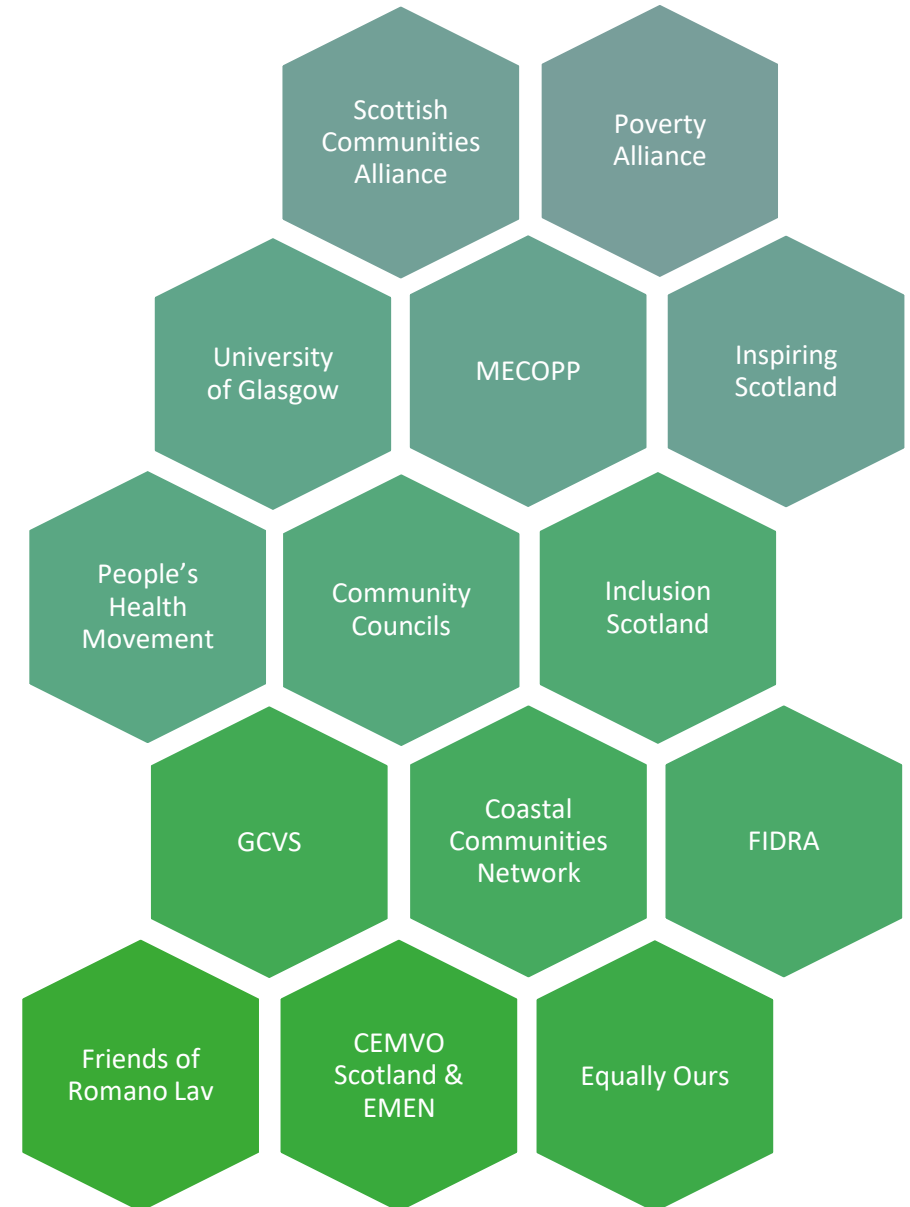 Scottish
Communities
Alliance
Poverty
Alliance
University
of Glasgow
MECOPP
Inspiring
Scotland
People’s
Health
Movement
Community
Councils
Inclusion
Scotland
GCVS
Coastal
Communities
Network
FIDRA
Friends of
Romano Lav
CEMVO
Scotland &
EMEN
Equally Ours